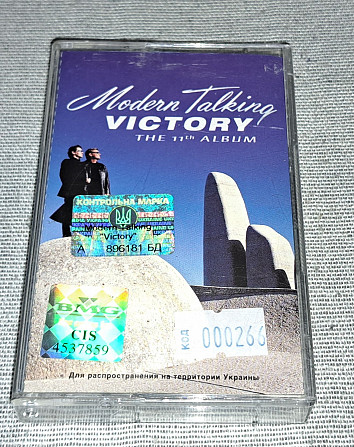 Modern Talking
VICTORY
THE 11th ALBUM
КОНТРОЛЬНА МАРКА
Modern Talking
"Victory"
А 896181 БД
BMG
CIS
4537859
КОД 000266
Для распространения на территории Украины